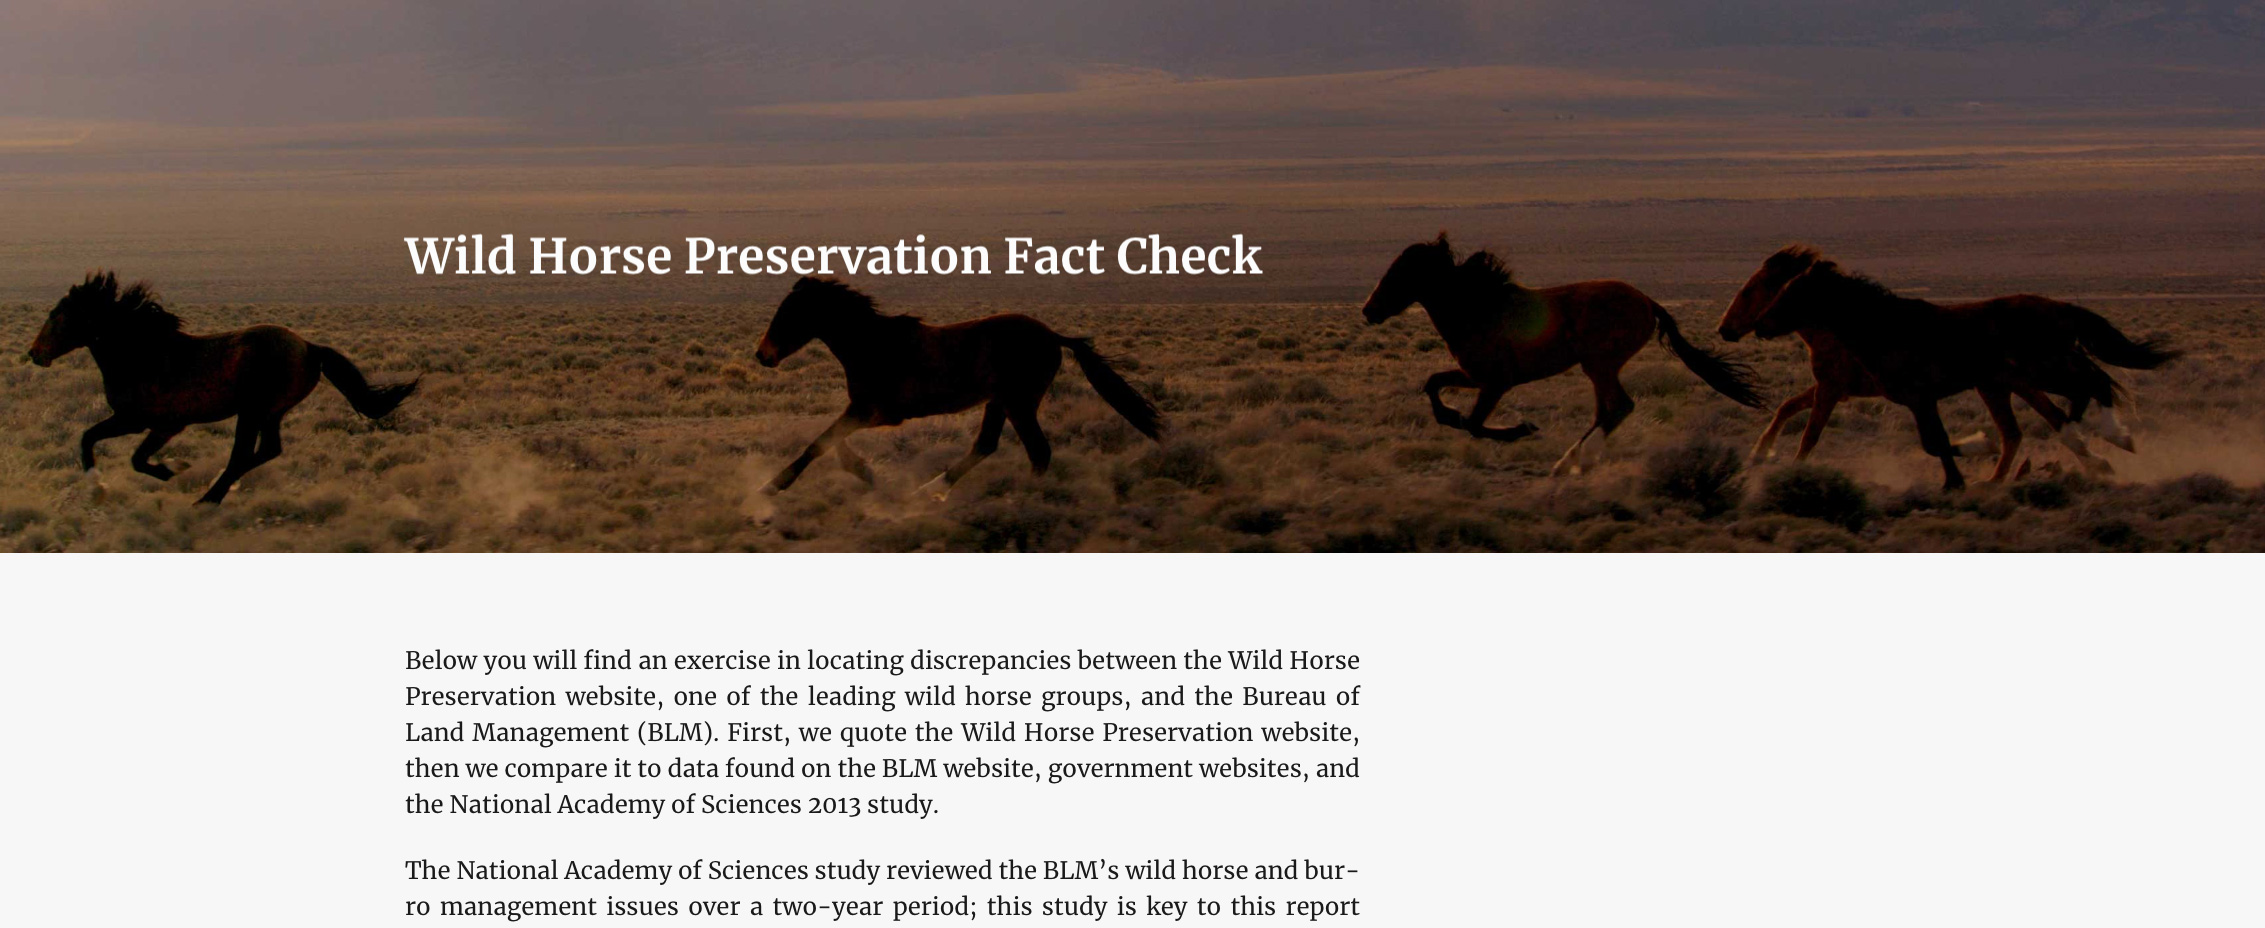 Wild Horse Preservation Fact Check
Below you will find an exercise in locating discrepancies between the Wild Horse
Preservation website, one of the leading wild horse groups, and the Bureau of
Land Management (BLM). First, we quote the Wild Horse Preservation website,
then we compare it to data found on the BLM website, government websites, and
the National Academy of Sciences 2013 study.
The National Academy of Sciences study reviewed the BLM’s wild horse and bur-
ro management issues over a two-year period; this study is key to this report